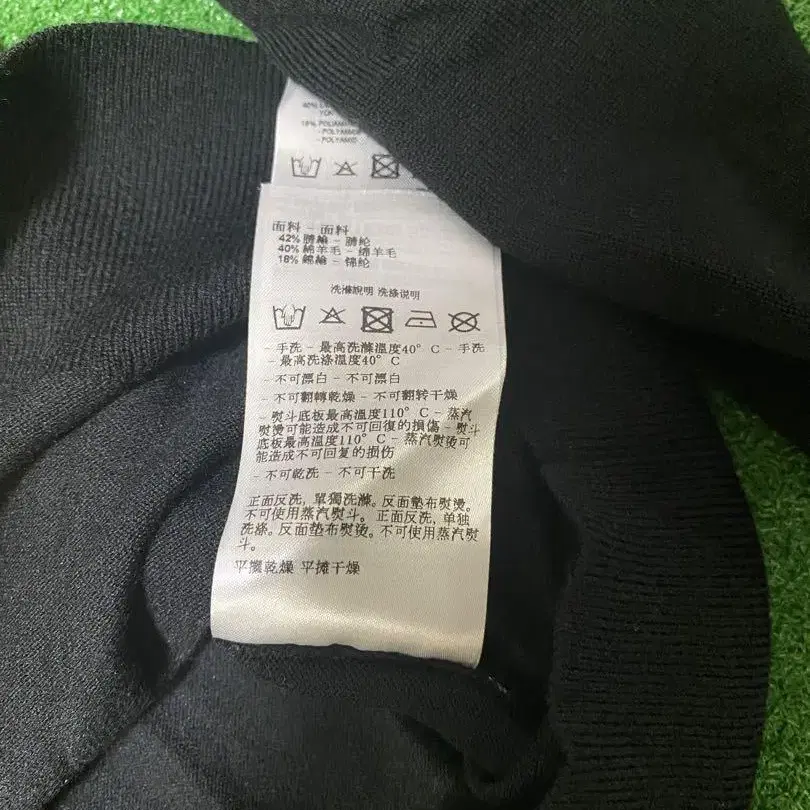 YÜN
18% POLIAMID
- POLYAMIDE
- POLYAMID
面料 - 面料
42% 腈綸 - 腈纶
40% 綿羊毛 - 绵羊毛
18% 錦綸 - 锦纶
洗滌說明 洗涤说明
- 手洗 - 最高洗滌溫度40° C - 手洗
- 最高洗涤温度40° C
- 不可漂白 - 不可漂白
- 不可翻轉乾燥 - 不可翻转干燥
- 熨斗底板最高溫度110° C - 蒸汽
熨燙可能造成不可回復的損傷 - 熨斗
底板最高温度110° C - 蒸汽熨烫可
能造成不可回复的损伤
- 不可乾洗 - 不可干洗
正面反洗, 單獨洗滌。反面墊布熨燙。
不可使用蒸汽熨斗。正面反洗, 单独
洗涤。反面垫布熨烫。不可使用蒸汽熨
斗。
平攤乾燥 平摊干燥